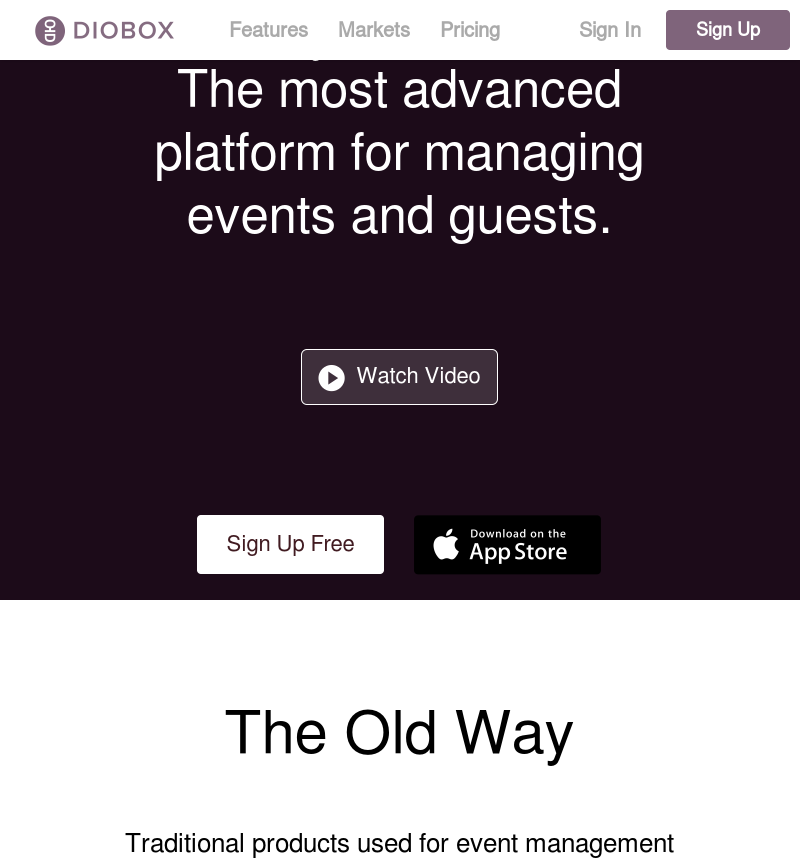 OHD DIOBOX Features Markets Pricing Sign In Sign Up
The most advanced
platform for managing
events and guests.
Watch Video
Sign Up Free
Download on the
App Store
The Old Way
Traditional products used for event management